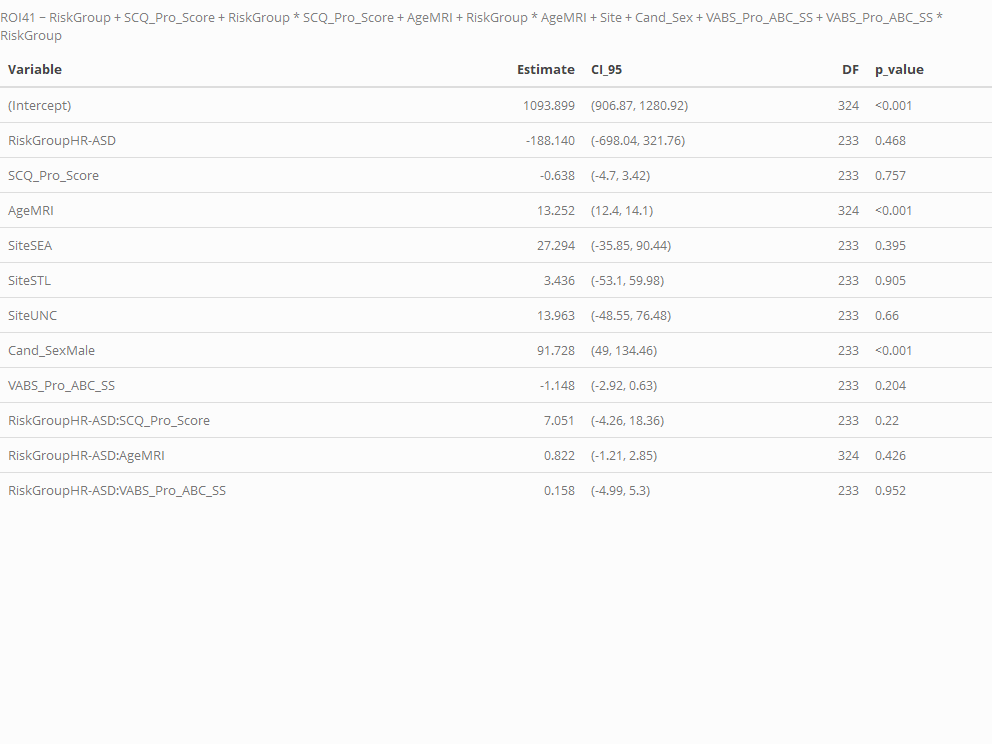 ROI41 ~ RiskGroup + SCQ_Pro_Score + RiskGroup * SCQ_Pro_Score + AgeMRI + RiskGroup * AgeMRI + Site + Cand_Sex + VABS_Pro_ABC_SS + VABS_Pro_ABC_SS *
RiskGroup
Variable Estimate CI_95 DF p_value
(Intercept) 1093.899 (906.87, 1280.92) 324 <0.001
RiskGroupHR-ASD -188.140 (-698.04, 321.76) 233 0.468
SCQ_Pro_Score -0.638 (-4.7, 3.42) 233 0.757
AgeMRI 13.252 (12.4, 14.1) 324 <0.001
SiteSEA 27.294 (-35.85, 90.44) 233 0.395
SiteSTL 3.436 (-53.1, 59.98) 233 0.905
SiteUNC 13.963 (-48.55, 76.48) 233 0.66
Cand_SexMale 91.728 (49, 134.46) 233 <0.001
VABS_Pro_ABC_SS -1.148 (-2.92, 0.63) 233 0.204
RiskGroupHR-ASD:SCQ_Pro_Score 7.051 (-4.26, 18.36) 233 0.22
RiskGroupHR-ASD:AgeMRI 0.822 (-1.21, 2.85) 324 0.426
RiskGroupHR-ASD:VABS_Pro_ABC_SS 0.158 (-4.99, 5.3) 233 0.952